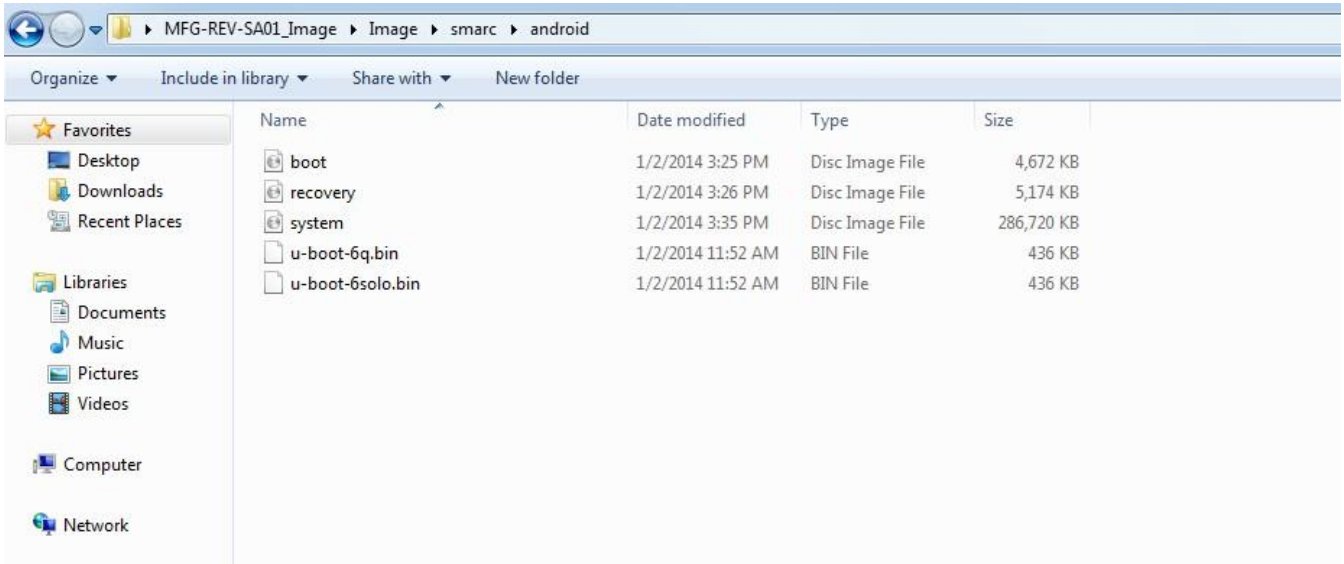 MFG-REV-SA01_Image Image smarc android
Organize Include in library Share with New folder
Favorites
Desktop
Downloads
Recent Places
Libraries
Documents
Music
Pictures
Videos
Computer
Network
Name Date modified Type Size
boot 1/2/2014 3:25 PM Disc Image File 4,672 KB
recovery 1/2/2014 3:26 PM Disc Image File 5,174 KB
system 1/2/2014 3:35 PM Disc Image File 286,720 KB
u-boot-6q.bin 1/2/2014 11:52 AM BIN File 436 KB
u-boot-6solo.bin 1/2/2014 11:52 AM BIN File 436 KB